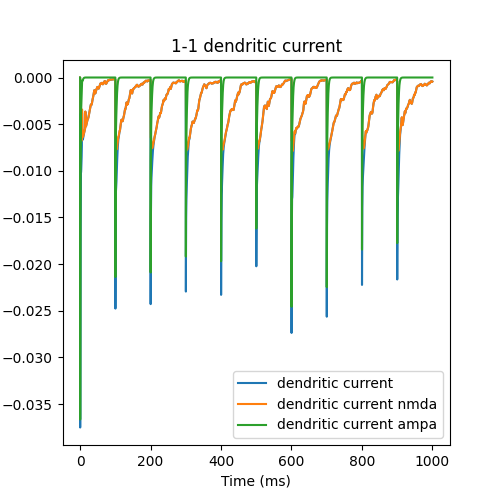 1-1 dendritic current
0.000
−0.005
−0.010
−0.015
−0.020
−0.025
−0.030
−0.035
dendritic current
dendritic current nmda
dendritic current ampa
0 200 400 600 800 1000
Time (ms)